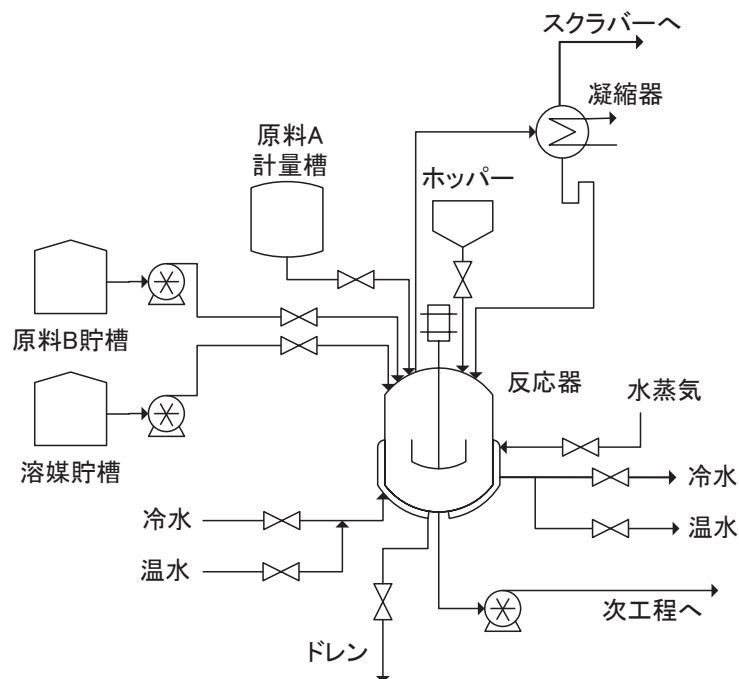 スクラバーへ
凝縮器
原料A
計量槽
ホッパー
原料B貯槽
反応器
水蒸気
溶媒貯槽
冷水
冷水
温水
温水
次工程へ
ドレン